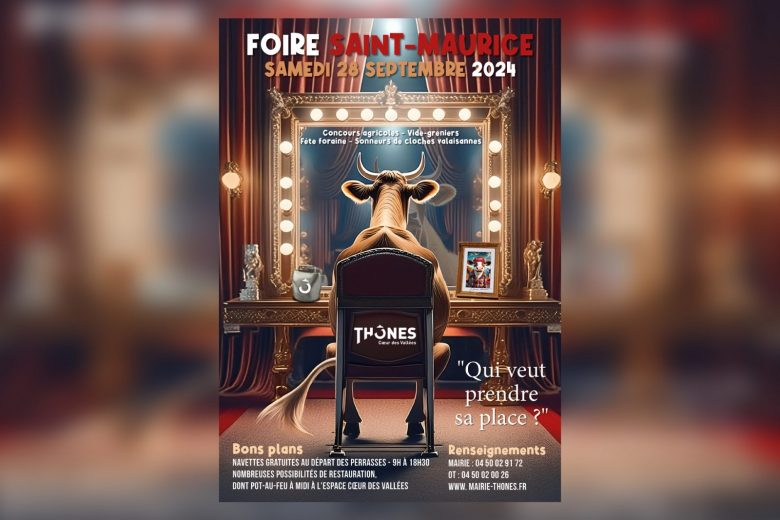 FOIRE SAINT-MAURICE
SAMEDI 28 SEPTEMBRE 2024
Concours agricoles - Vide-greniers
Fête foraine - Sonneurs de cloches valaisannes
THÔNES
Cœur des Vallées
"Qui veut
prendre
sa place ?"
Bons plans
NAVETTES GRATUITES AU DÉPART DES PERRASSES - 9H À 18H30
NOMBREUSES POSSIBILITÉS DE RESTAURATION,
DONT POT-AU-FEU À MIDI À L'ESPACE CŒUR DES VALLÉES
Renseignements
MAIRIE : 04 50 02 91 72
OT : 04 50 02 00 26
WWW. MAIRIE-THONES.FR